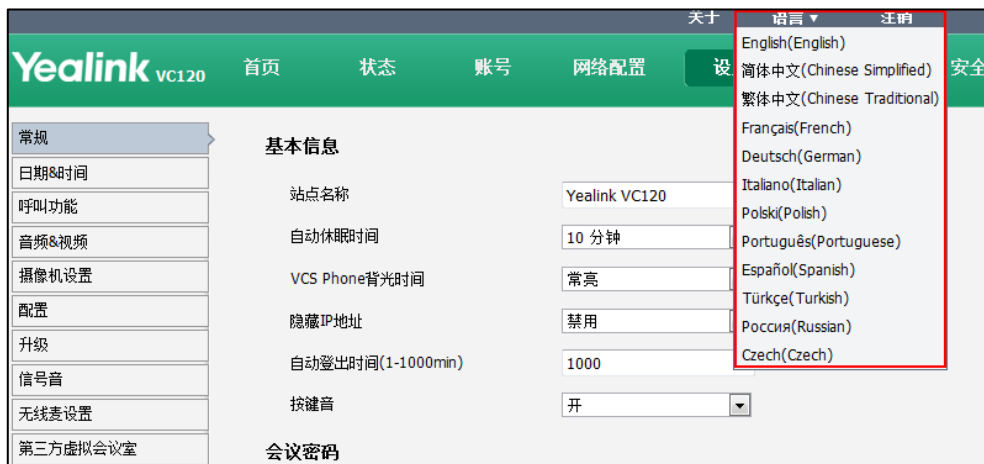 关于 语言▼ 注销
Yealink VC120 首页 状态 账号 网络配置 设 安全
English(English)
简体中文(Chinese Simplified)
繁体中文(Chinese Traditional)
Français(French)
Deutsch(German)
Italiano(Italian)
Polski(Polish)
Português(Portuguese)
Español(Spanish)
Türkçe(Turkish)
Россия(Russian)
Czech(Czech)
常规
日期&时间
呼叫功能
音频&视频
摄像机设置
配置
升级
信号音
无线麦设置
第三方虚拟会议室
基本信息
站点名称 Yealink VC120
自动休眠时间 10 分钟
VCS Phone背光时间 常亮
隐藏IP地址 禁用
自动登出时间(1-1000min) 1000
按键音 开
会议密码